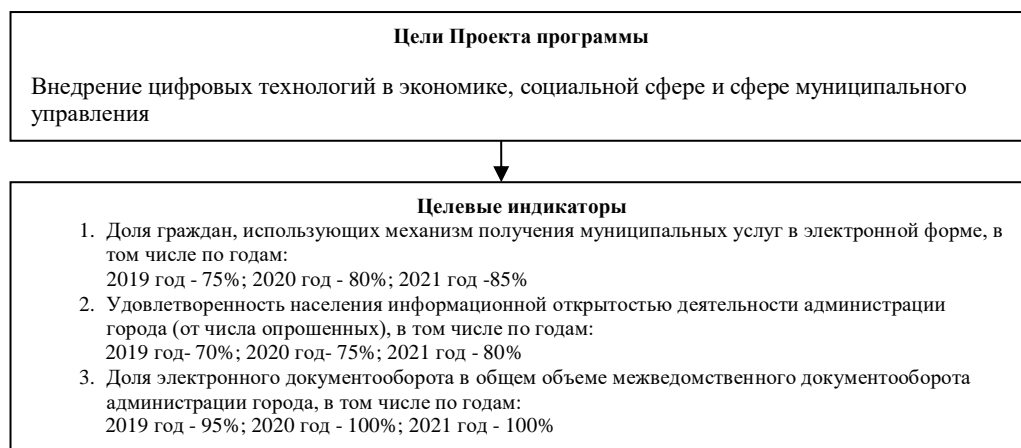 Цели Проекта программы
Внедрение цифровых технологий в экономике, социальной сфере и сфере муниципального
управления
Целевые индикаторы
1. Доля граждан, использующих механизм получения муниципальных услуг в электронной форме, в
том числе по годам:
2019 год - 75%; 2020 год - 80%; 2021 год -85%
2. Удовлетворенность населения информационной открытостью деятельности администрации
города (от числа опрошенных), в том числе по годам:
2019 год- 70%; 2020 год- 75%; 2021 год - 80%
3. Доля электронного документооборота в общем объеме межведомственного документооборота
администрации города, в том числе по годам:
2019 год - 95%; 2020 год - 100%; 2021 год - 100%